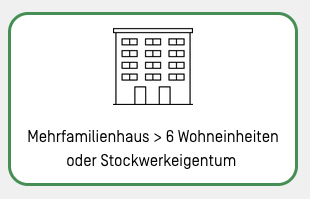 Mehrfamilienhaus > 6 Wohneinheiten
oder Stockwerkeigentum